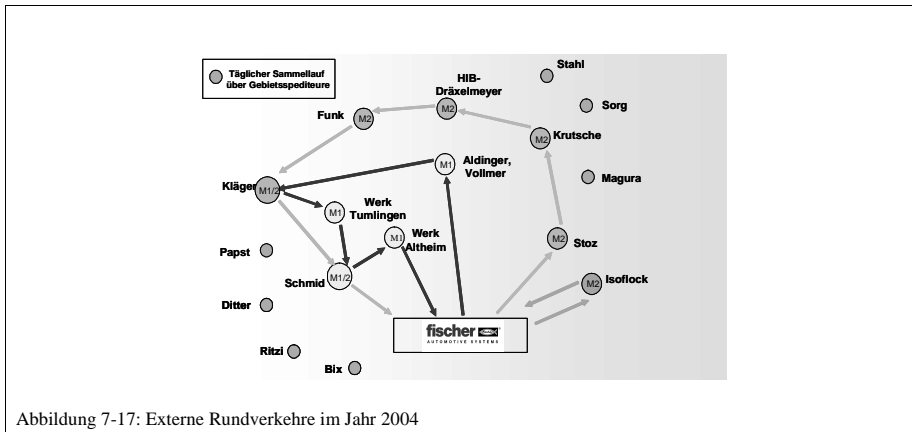 Täglicher Sammellauf
über Gebietsspediteure
Stahl
HIB-
Dräxelmeyer
Sorg
M2
Funk
M2
M2
Krutsche
Aldinger,
Vollmer
M1
Magura
Kläger
M1/2
Werk
Tumlingen
M1
Werk
Altheim
M1
M2
Stoz
Papst
Schmid
M1/2
Isoflock
M2
Ditter
fischer
AUTOMOTIVE SYSTEMS
Ritzi
Bix
Abbildung 7-17: Externe Rundverkehre im Jahr 2004